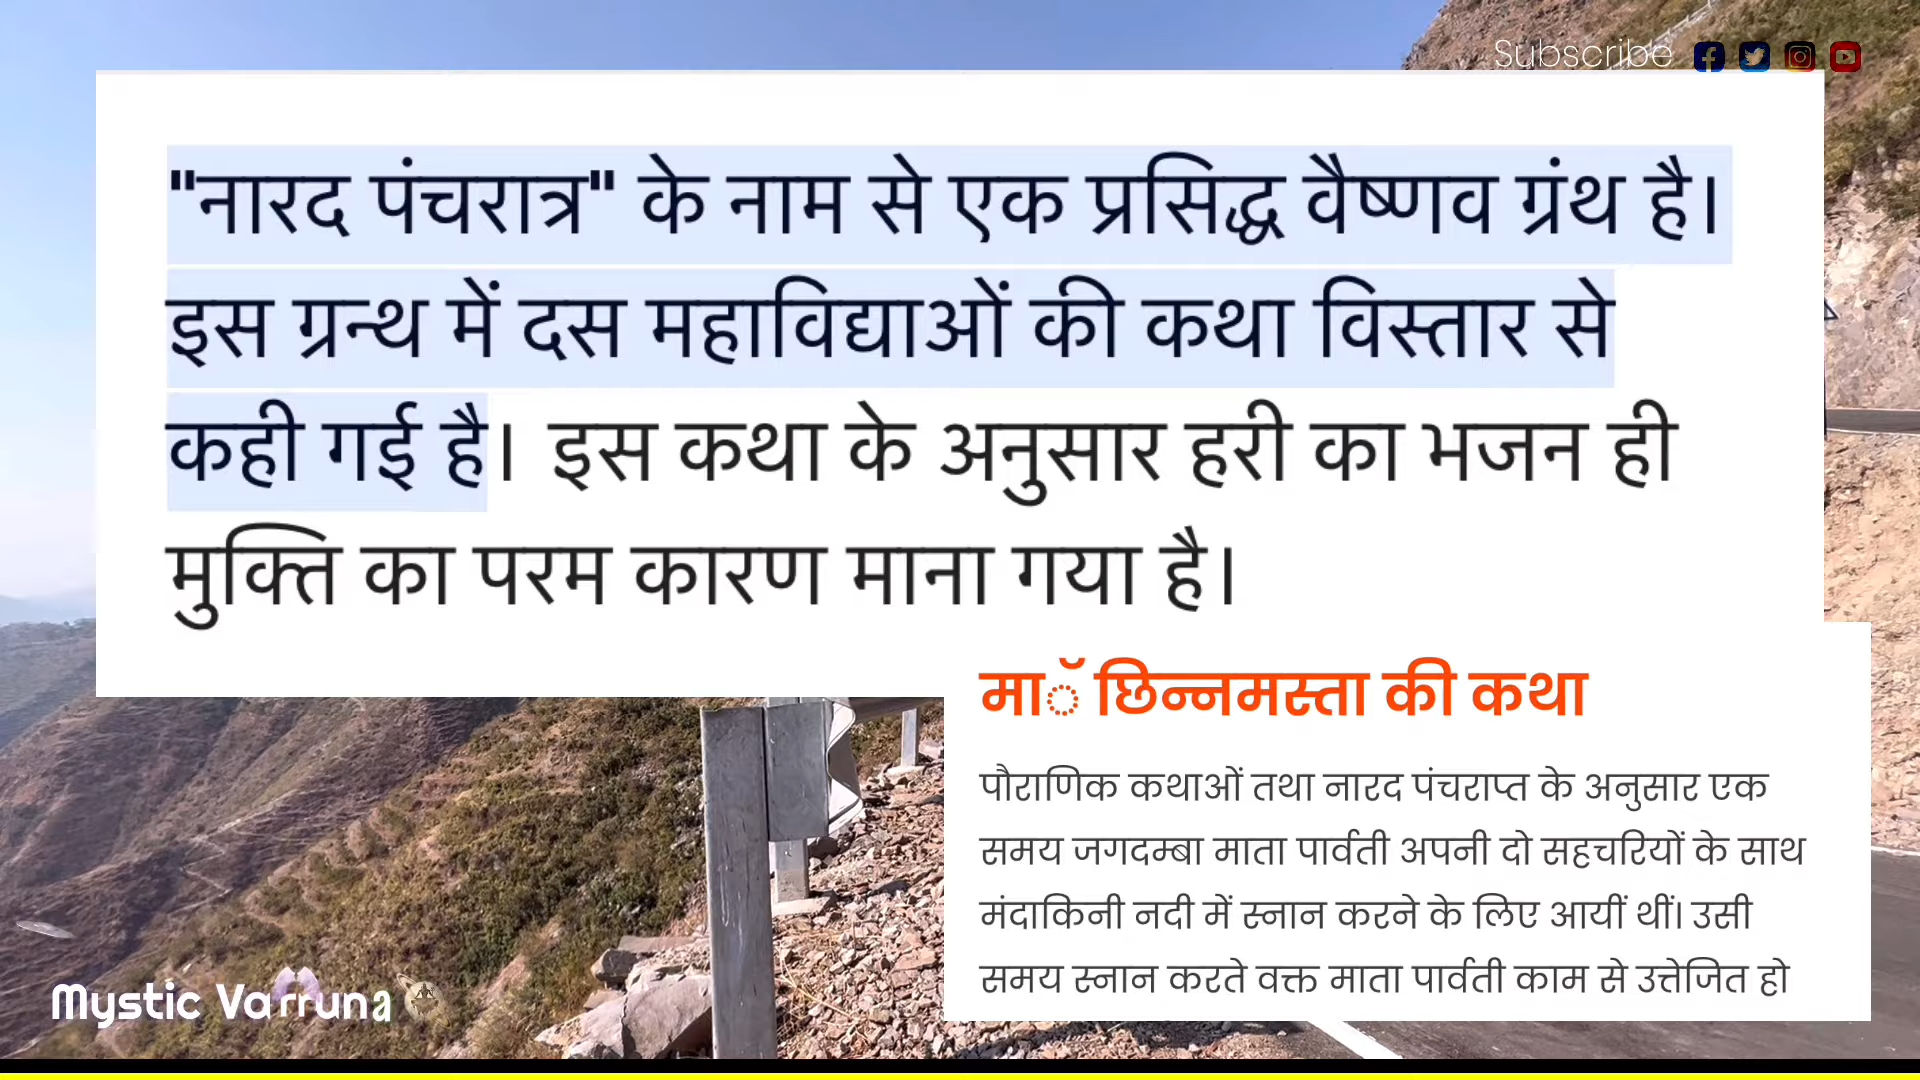 Subscribe
"नारद पंचरात्र" के नाम से एक प्रसिद्ध वैष्णव ग्रंथ है।
इस ग्रन्थ में दस महाविद्याओं की कथा विस्तार से
कही गई है। इस कथा के अनुसार हरी का भजन ही
मुक्ति का परम कारण माना गया है।
माॅ छिन्नमस्ता की कथा
पौराणिक कथाओं तथा नारद पंचराप्त के अनुसार एक
समय जगदम्बा माता पार्वती अपनी दो सहचरियों के साथ
मंदाकिनी नदी में स्नान करने के लिए आयीं थीं। उसी
समय स्नान करते वक्त माता पार्वती काम से उत्तेजित हो
Mystic Varruna